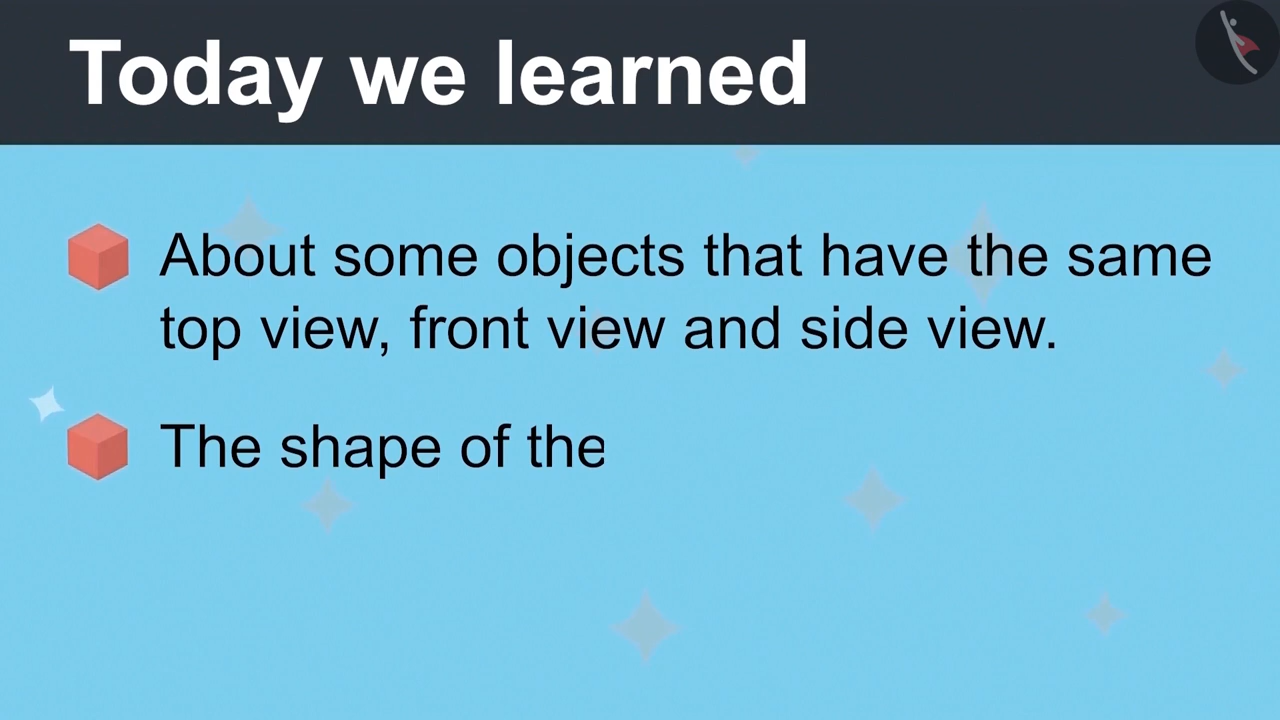 Today we learned
About some objects that have the same
top view, front view and side view.
The shape of the